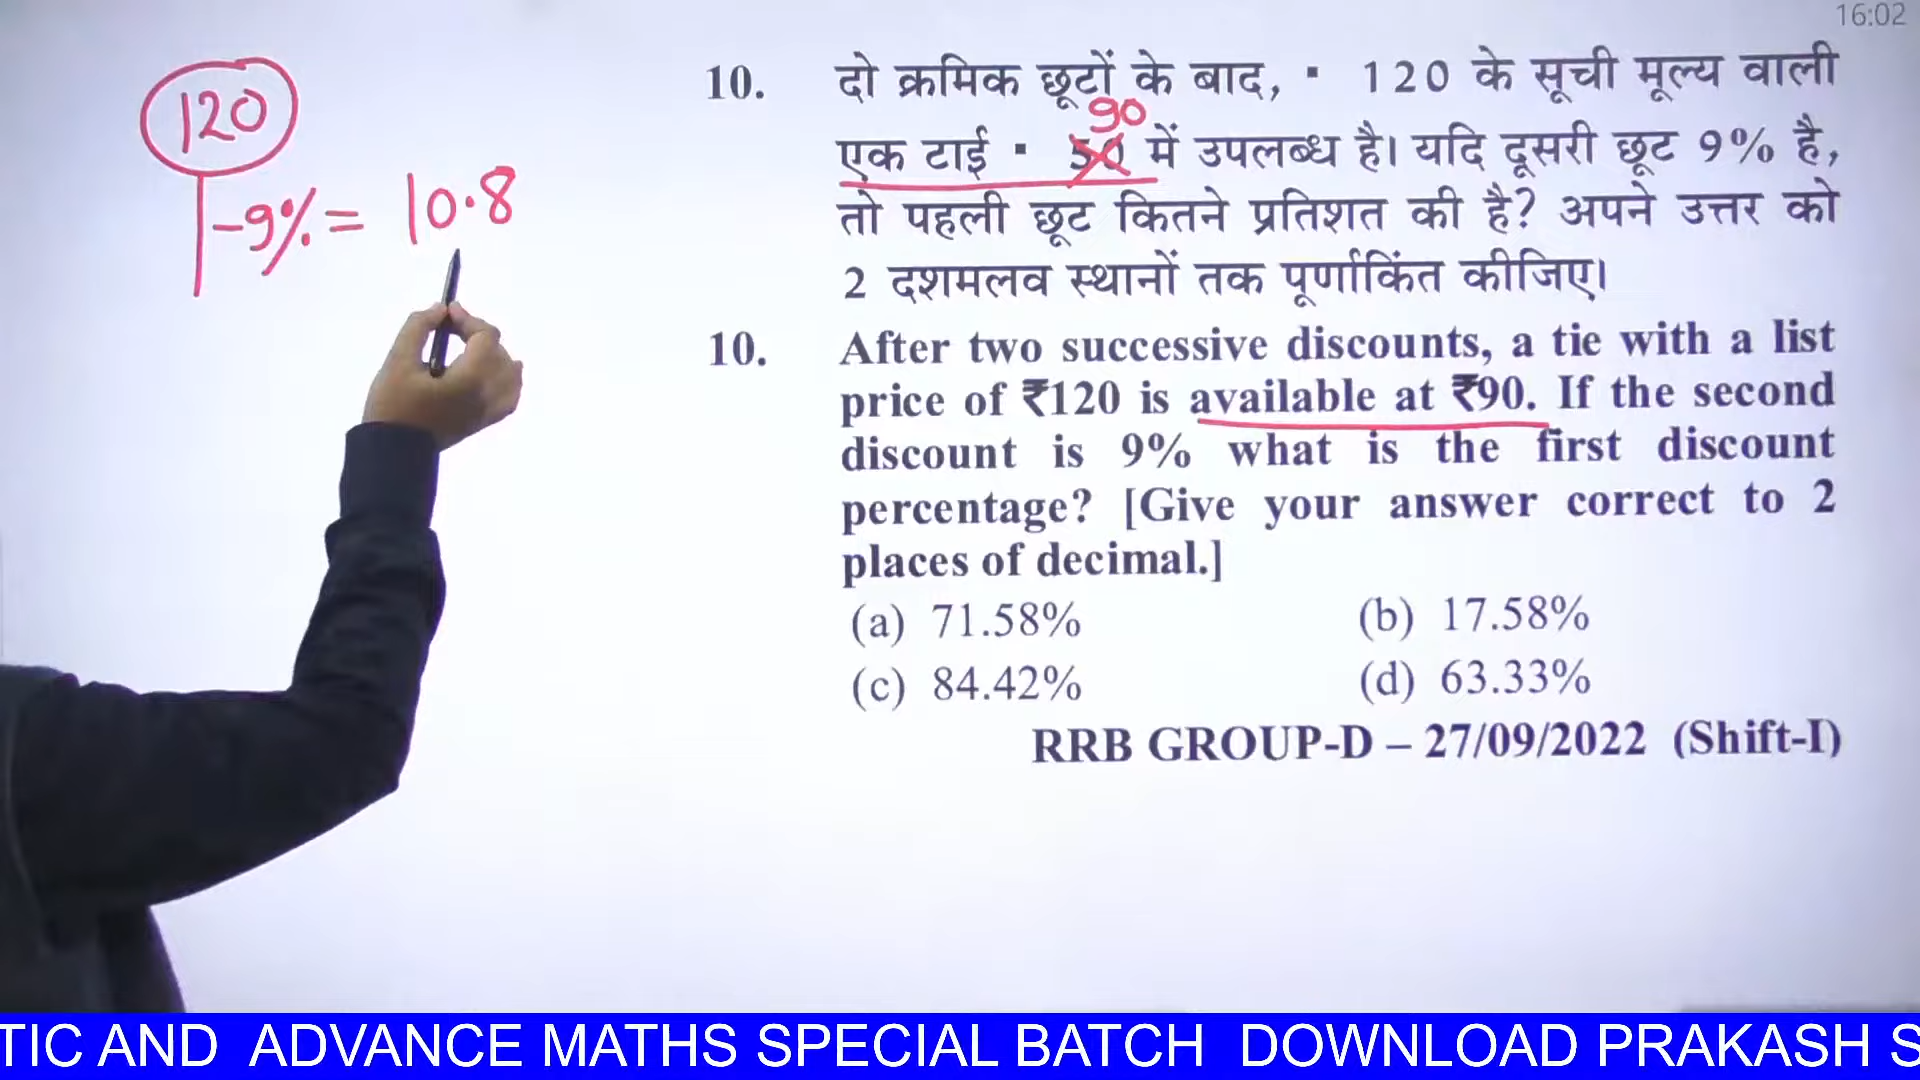 16:02
120
-9% = 10.8
10. दो क्रमिक छूटों के बाद, ▪ 120 के सूची मूल्य वाली
90
एक टाई ▪ 50 में उपलब्ध है। यदि दूसरी छूट 9% है,
तो पहली छूट कितने प्रतिशत की है? अपने उत्तर को
2 दशमलव स्थानों तक पूर्णाकिंत कीजिए।
10. After two successive discounts, a tie with a list
price of ₹120 is available at ₹90. If the second
discount is 9% what is the first discount
percentage? [Give your answer correct to 2
places of decimal.]
(a) 71.58% (b) 17.58%
(c) 84.42% (d) 63.33%
RRB GROUP-D – 27/09/2022 (Shift-I)
TIC AND ADVANCE MATHS SPECIAL BATCH DOWNLOAD PRAKASH S